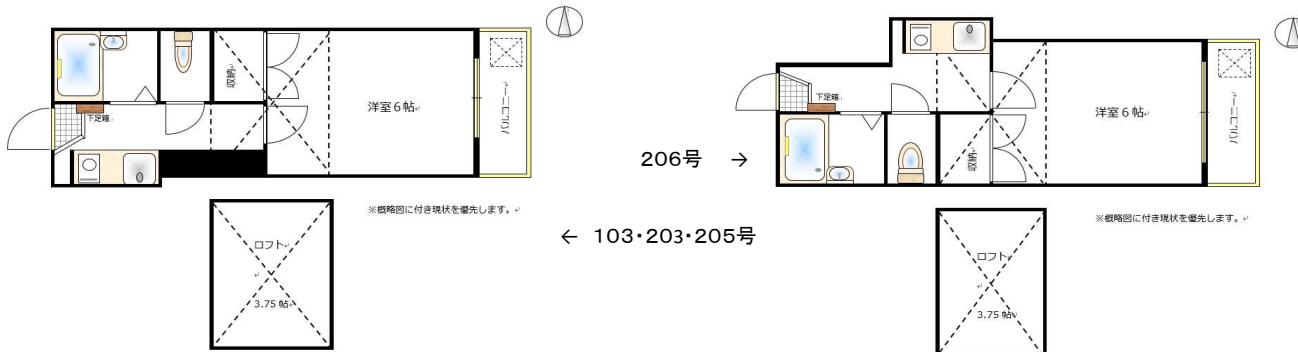 収納
洋室6帖
バルコニー
下足箱
※概略図に付き現状を優先します。
ロフト
3.75 帖
← 103・203・205号
206号 →
下足箱
洋室6帖
バルコニー
収納
※概略図に付き現状を優先します。
ロフト
3.75 帖